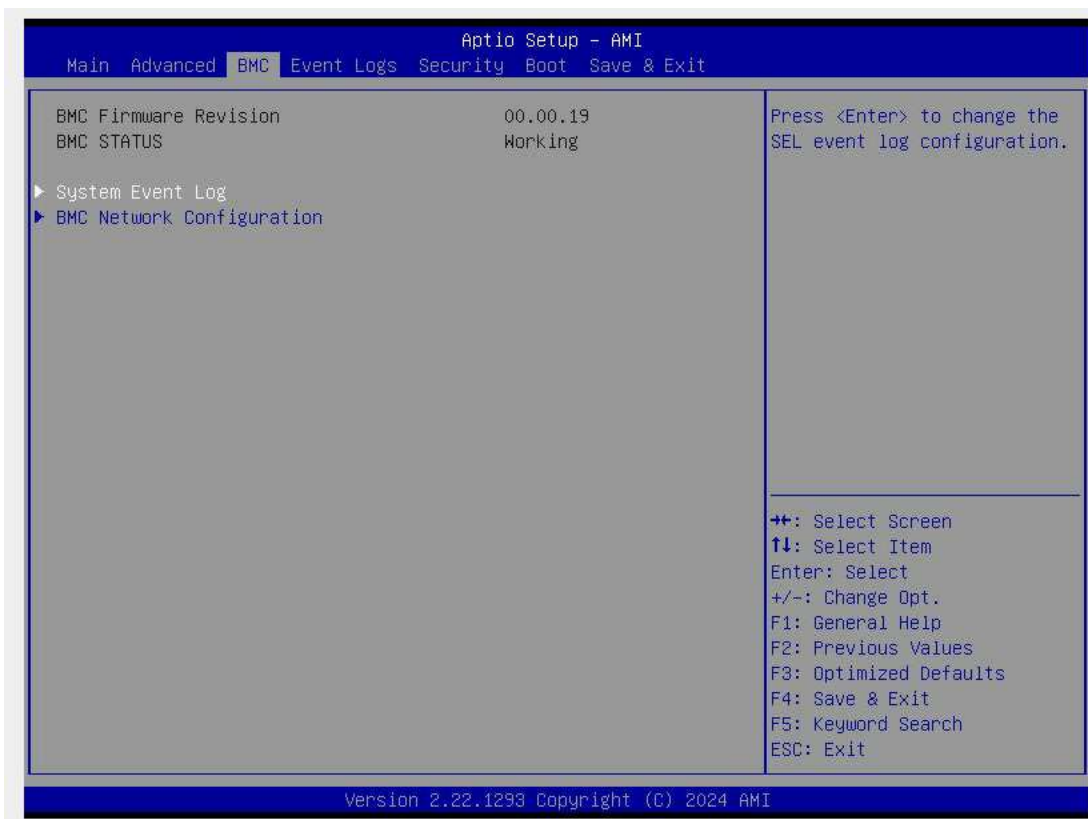 Aptio Setup – AMI
Main Advanced BMC Event Logs Security Boot Save & Exit
BMC Firmware Revision 00.00.19
BMC STATUS Working
System Event Log
BMC Network Configuration
Press <Enter> to change the
SEL event log configuration.
→←: Select Screen
↑↓: Select Item
Enter: Select
+/-: Change Opt.
F1: General Help
F2: Previous Values
F3: Optimized Defaults
F4: Save & Exit
F5: Keyword Search
ESC: Exit
Version 2.22.1293 Copyright (C) 2024 AMI